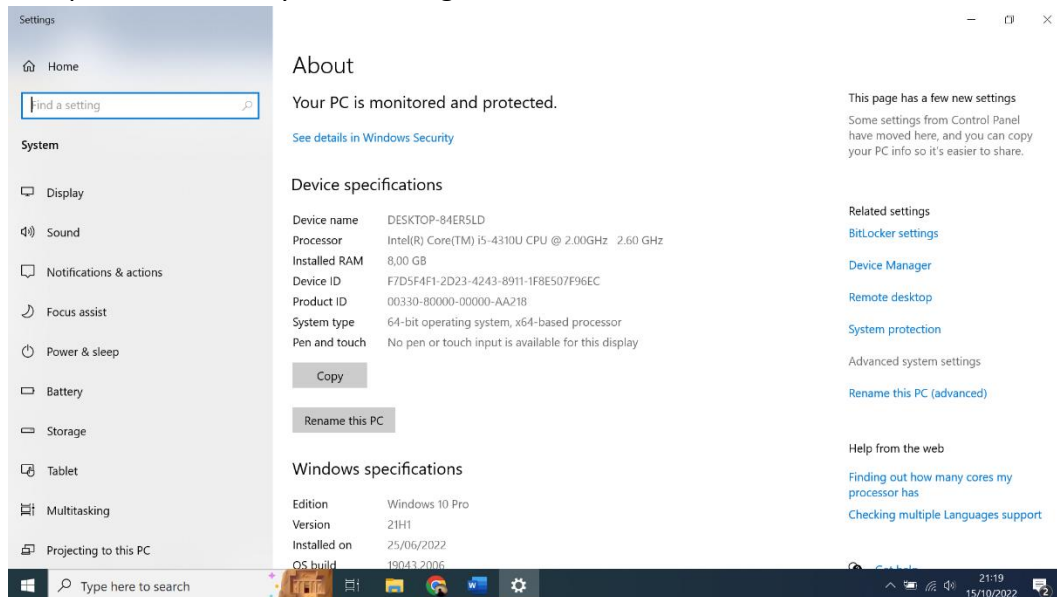 Settings
Home
Find a setting
System
Display
Sound
Notifications & actions
Focus assist
Power & sleep
Battery
Storage
Tablet
Multitasking
Projecting to this PC
About
Your PC is monitored and protected.
See details in Windows Security
Device specifications
Device name DESKTOP-84ER5LD
Processor Intel(R) Core(TM) i5-4310U CPU @ 2.00GHz 2.60 GHz
Installed RAM 8,00 GB
Device ID F7D5F4F1-2D23-4243-8911-1F8E507F96EC
Product ID 00330-80000-00000-AA218
System type 64-bit operating system, x64-based processor
Pen and touch No pen or touch input is available for this display
Copy
Rename this PC
Windows specifications
Edition Windows 10 Pro
Version 21H1
Installed on 25/06/2022
OS build 19043.2006
This page has a few new settings
Some settings from Control Panel
have moved here, and you can copy
your PC info so it's easier to share.
Related settings
BitLocker settings
Device Manager
Remote desktop
System protection
Advanced system settings
Rename this PC (advanced)
Help from the web
Finding out how many cores my
processor has
Checking multiple Languages support
Get help
Type here to search
21:19
15/10/2022